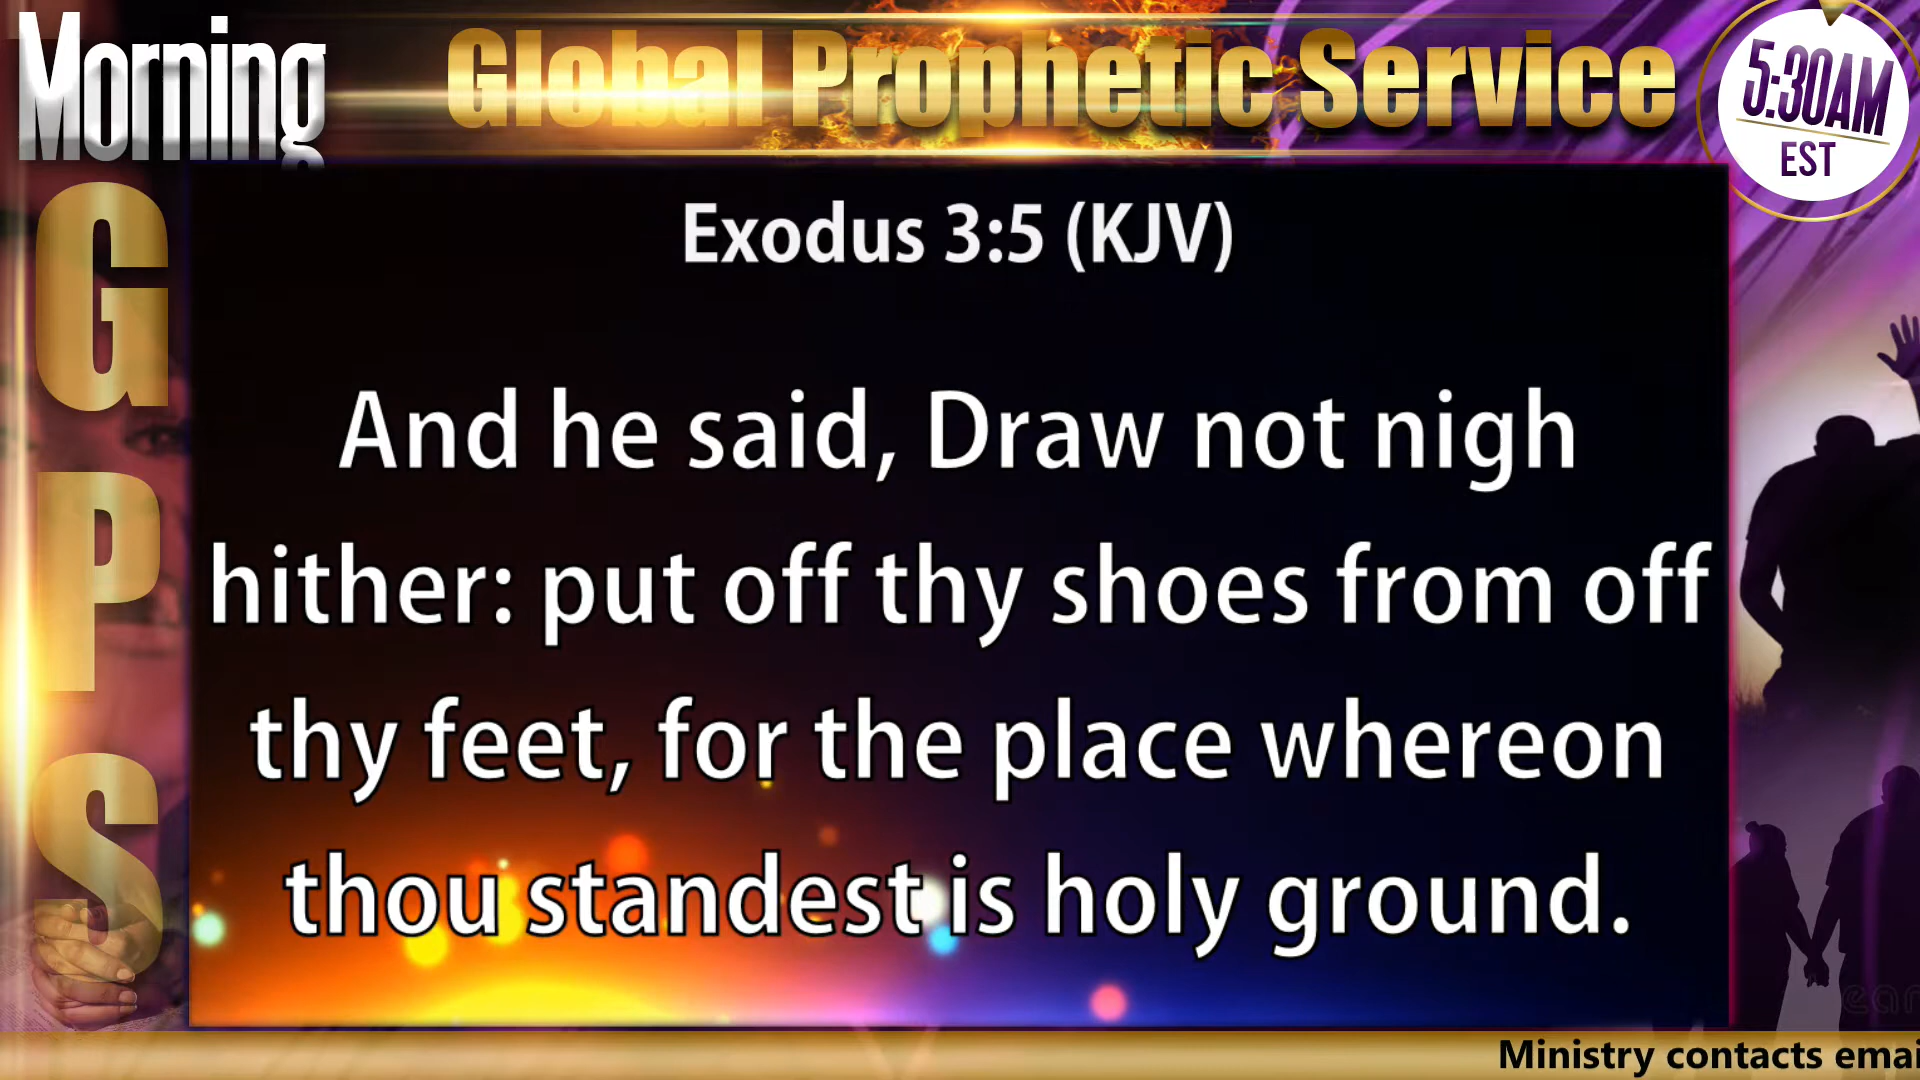 Morning
Global Prophetic Service
5:30AM
EST
G
P
S
Exodus 3:5 (KJV)
And he said, Draw not nigh
hither: put off thy shoes from off
thy feet, for the place whereon
thou standest is holy ground.
Ministry contacts emai